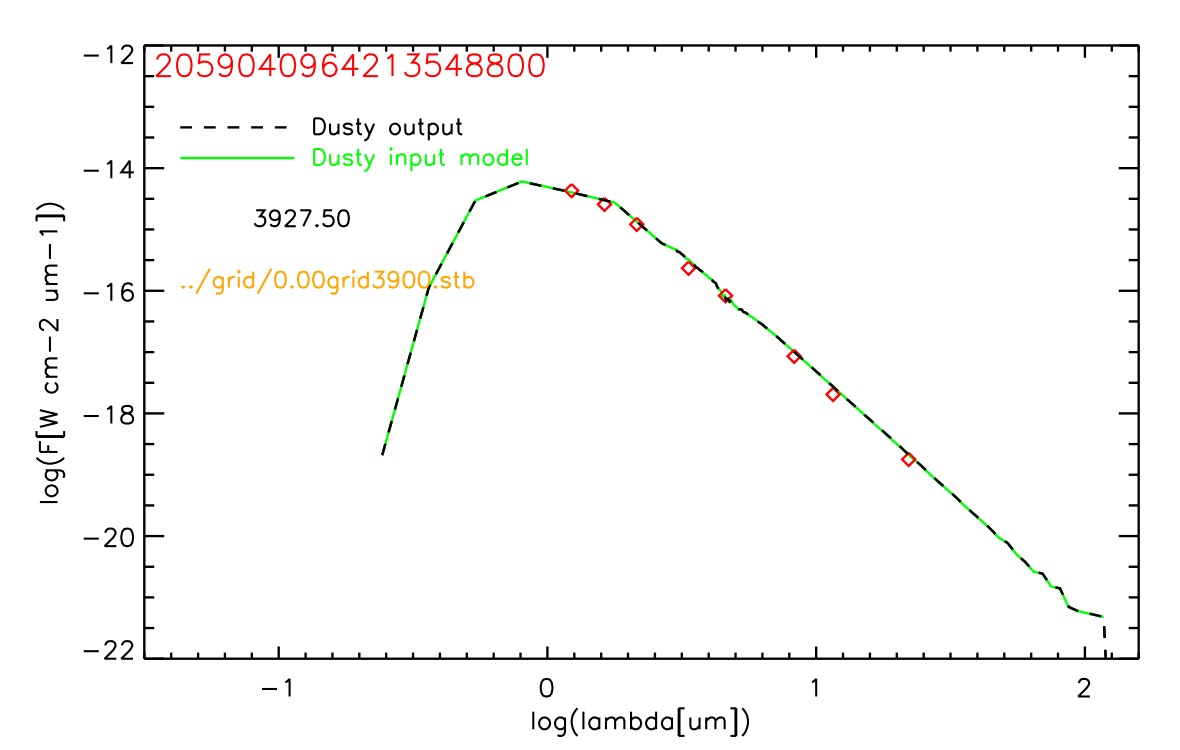 −12
2059040964213548800
Dusty output
−14
Dusty input model
3927.50
../grid/0.00grid3900.stb
−16
log(F[W cm−2 um−1])
−18
−20
−22
−1 0 1 2
log(lambda[um])